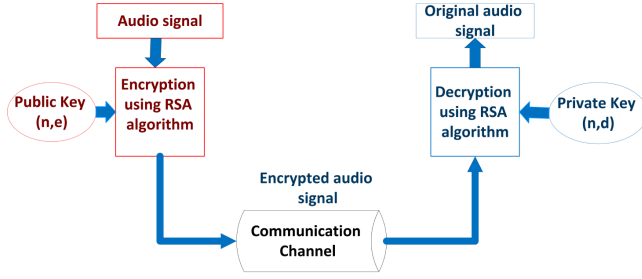 Audio signal
Original audio
signal
Public Key
(n,e)
Encryption
using RSA
algorithm
Decryption
using RSA
algorithm
Private Key
(n,d)
Encrypted audio
signal
Communication
Channel